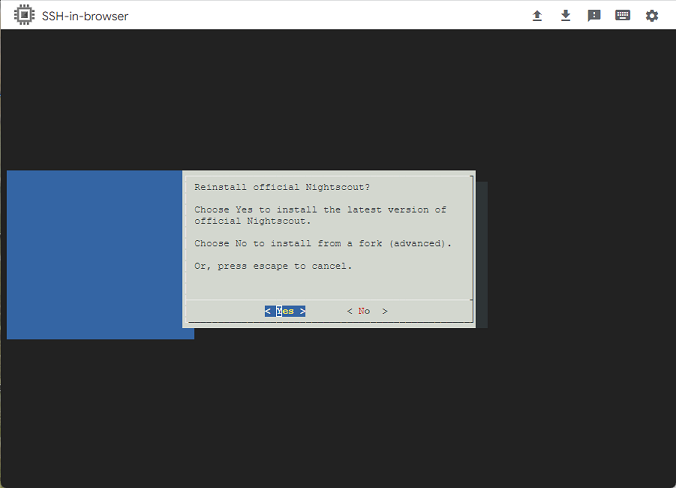 SSH-in-browser
Reinstall official Nightscout?
Choose Yes to install the latest version of
official Nightscout.
Choose No to install from a fork (advanced).
Or, press escape to cancel.
< Yes > < No >